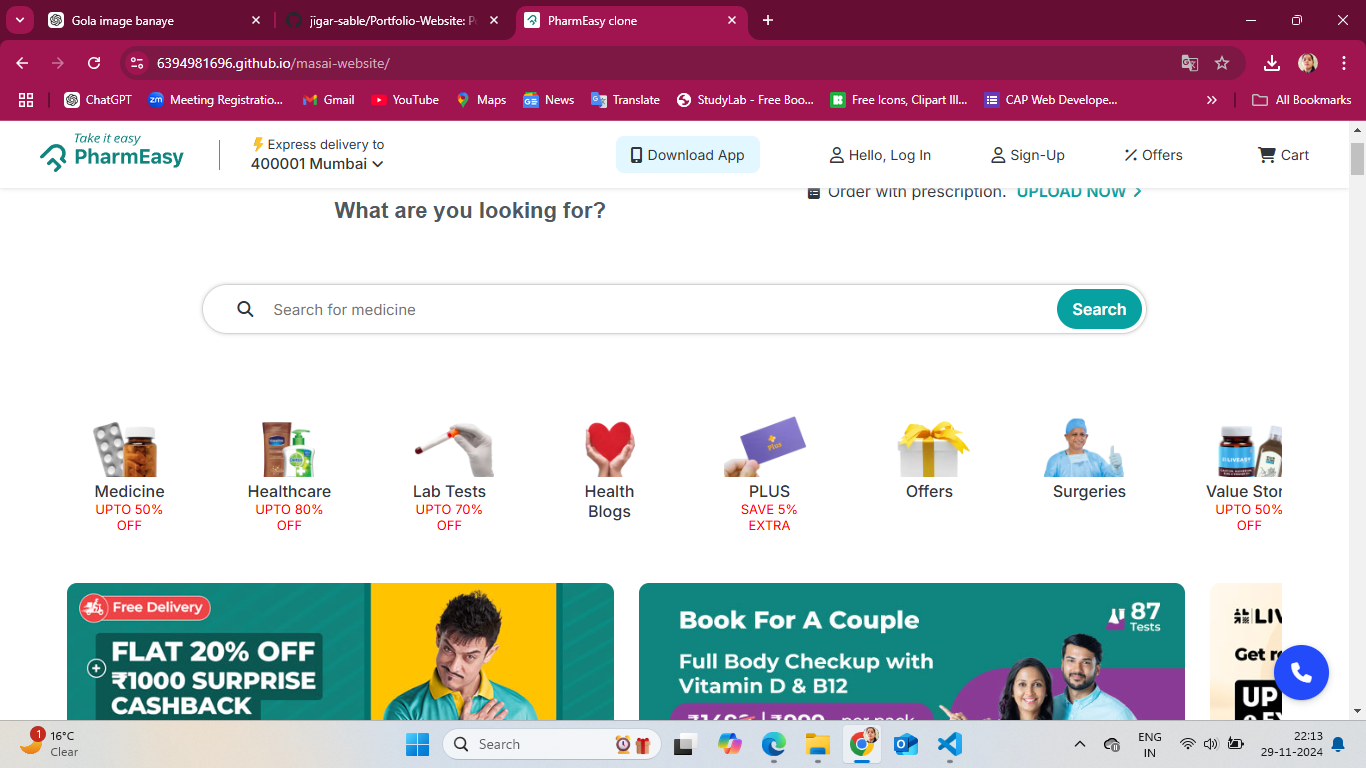 Gola image banaye
jigar-sable/Portfolio-Website: P
PharmEasy clone
6394981696.github.io/masai-website/
ChatGPT
Meeting Registratio...
Gmail
YouTube
Maps
News
Translate
StudyLab - Free Boo...
Free Icons, Clipart Ill...
CAP Web Develope...
All Bookmarks
Take it easy
PharmEasy
Express delivery to
400001 Mumbai
Download App
Hello, Log In
Sign-Up
Offers
Cart
Order with prescription. UPLOAD NOW
What are you looking for?
Search for medicine
Search
Medicine
UPTO 50%
OFF
Healthcare
UPTO 80%
OFF
Lab Tests
UPTO 70%
OFF
Health
Blogs
PLUS
SAVE 5%
EXTRA
Offers
Surgeries
Value Stor
UPTO 50%
OFF
Plus
Free Delivery
FLAT 20% OFF
₹1000 SURPRISE
CASHBACK
Book For A Couple
87
Tests
Full Body Checkup with
Vitamin D & B12
per pack
LIV
Get re
UP
1
16°C
Clear
Search
ENG
IN
22:13
29-11-2024